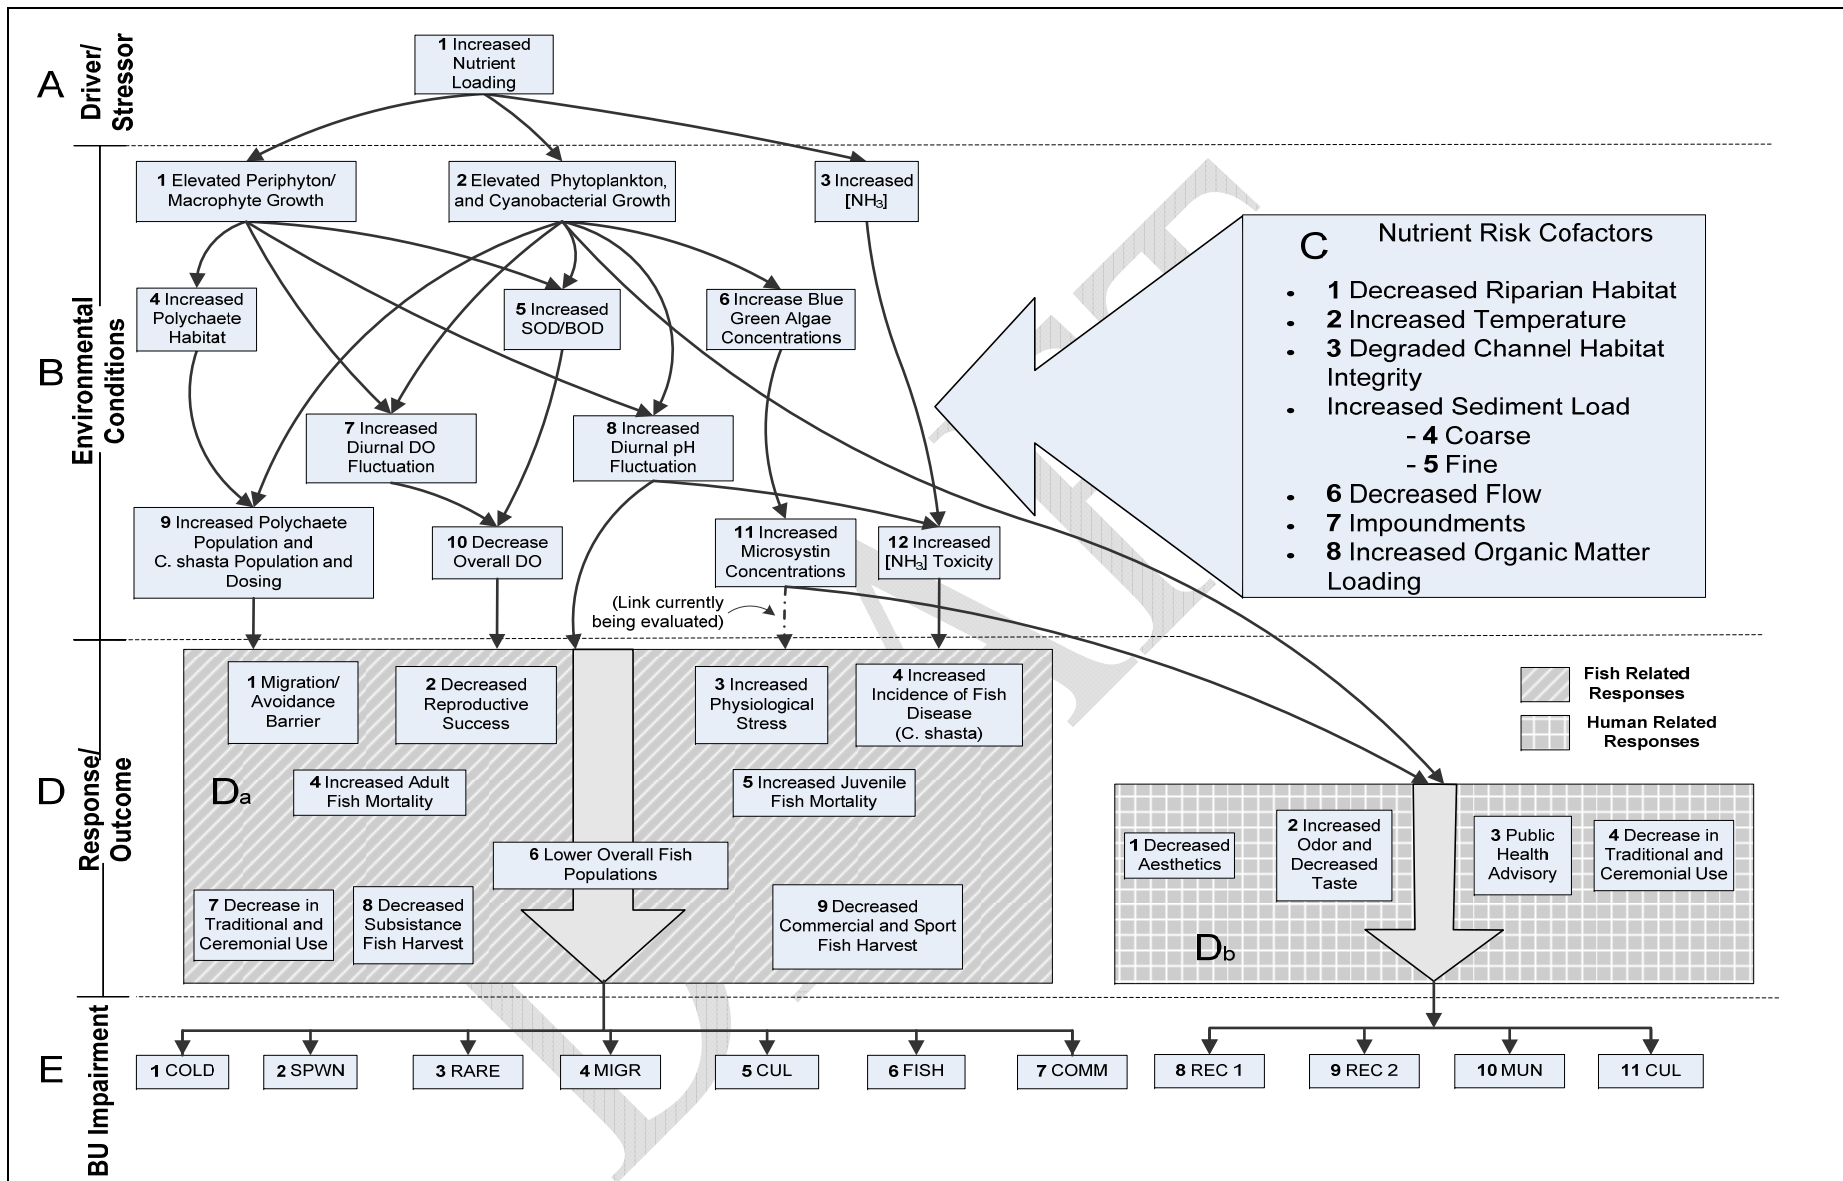 A
Driver/
Stressor
1 Increased
Nutrient
Loading
B
Environmental
Conditions
1 Elevated Periphyton/
Macrophyte Growth
2 Elevated Phytoplankton,
and Cyanobacterial Growth
3 Increased
[NH3]
4 Increased
Polychaete
Habitat
5 Increased
SOD/BOD
6 Increase Blue
Green Algae
Concentrations
7 Increased
Diurnal DO
Fluctuation
8 Increased
Diurnal pH
Fluctuation
9 Increased Polychaete
Population and
C. shasta Population and
Dosing
10 Decrease
Overall DO
11 Increased
Microsystin
Concentrations
12 Increased
[NH3] Toxicity
(Link currently
being evaluated)
C
Nutrient Risk Cofactors
• 1 Decreased Riparian Habitat
• 2 Increased Temperature
• 3 Degraded Channel Habitat
Integrity
• Increased Sediment Load
- 4 Coarse
- 5 Fine
• 6 Decreased Flow
• 7 Impoundments
• 8 Increased Organic Matter
Loading
D
Response/
Outcome
Da
1 Migration/
Avoidance
Barrier
2 Decreased
Reproductive
Success
3 Increased
Physiological
Stress
4 Increased
Incidence of Fish
Disease
(C. shasta)
4 Increased Adult
Fish Mortality
5 Increased Juvenile
Fish Mortality
6 Lower Overall Fish
Populations
7 Decrease in
Traditional and
Ceremonial Use
8 Decreased
Subsistance
Fish Harvest
9 Decreased
Commercial and Sport
Fish Harvest
Fish Related
Responses
Human Related
Responses
Db
1 Decreased
Aesthetics
2 Increased
Odor and
Decreased
Taste
3 Public
Health
Advisory
4 Decrease in
Traditional and
Ceremonial Use
E
BU Impairment
1 COLD
2 SPWN
3 RARE
4 MIGR
5 CUL
6 FISH
7 COMM
8 REC 1
9 REC 2
10 MUN
11 CUL
DRAFT